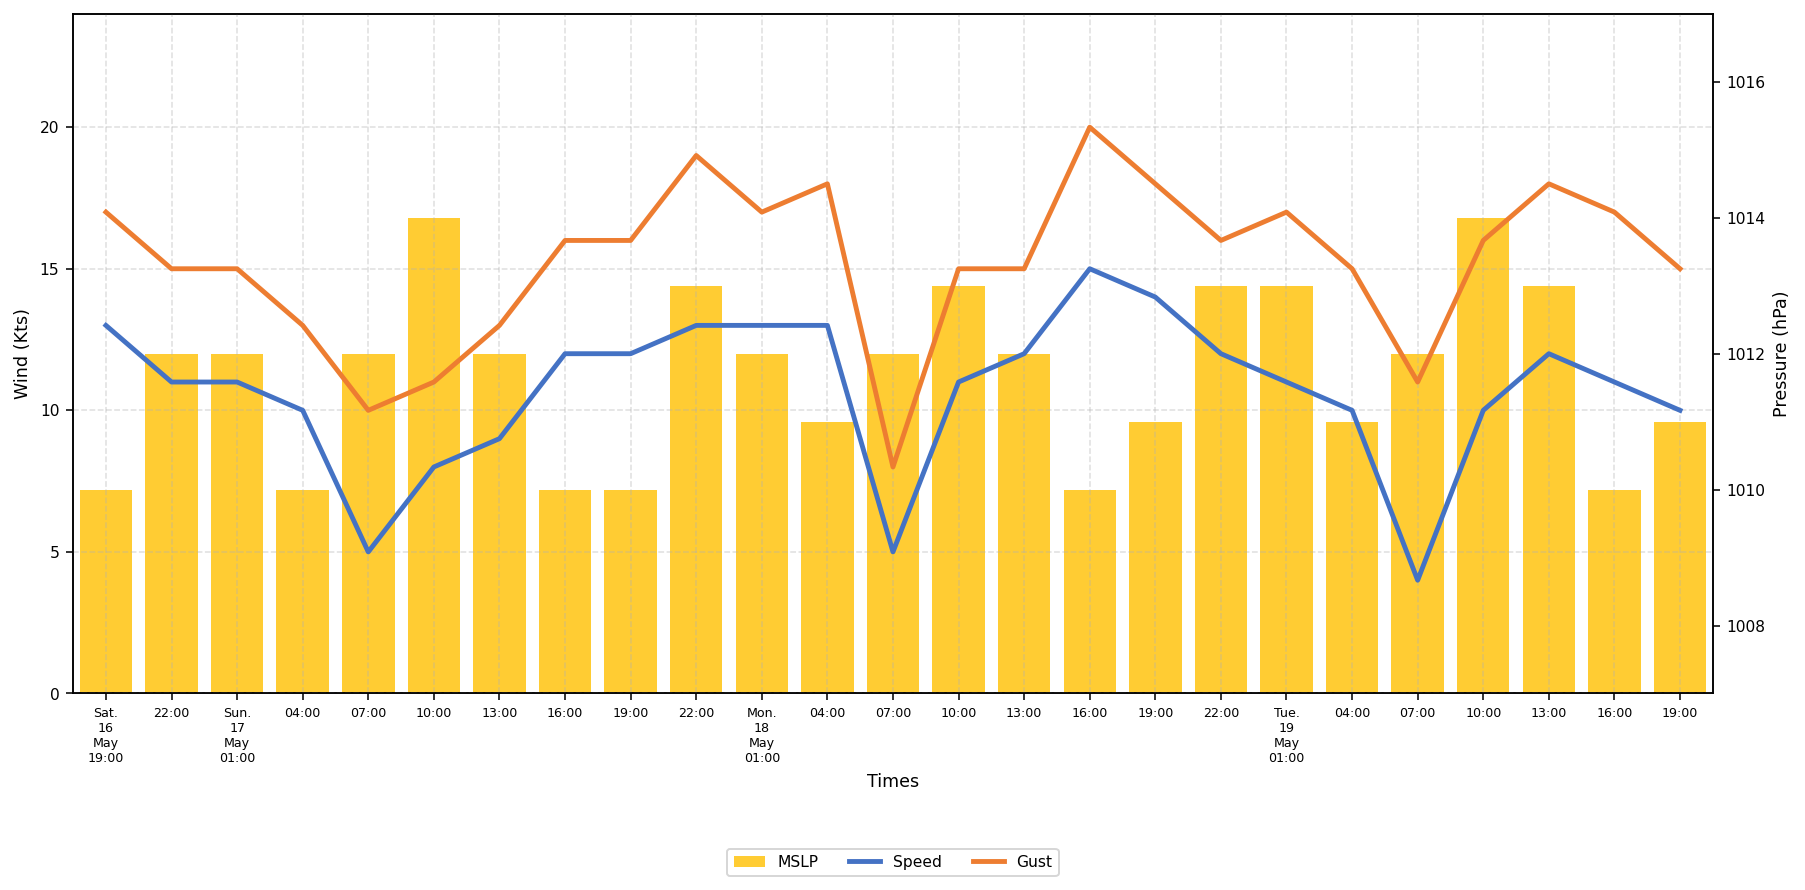 20
15
10
5
0
Wind (Kts)
1016
1014
1012
1010
1008
Pressure (hPa)
Sat. 22:00 Sun. 04:00 07:00 10:00 13:00 16:00 19:00 22:00 Mon. 04:00 07:00 10:00 13:00 16:00 19:00 22:00 Tue. 04:00 07:00 10:00 13:00 16:00 19:00
16 17 18 19
May May May May
19:00 01:00 01:00 01:00
Times
MSLP Speed Gust